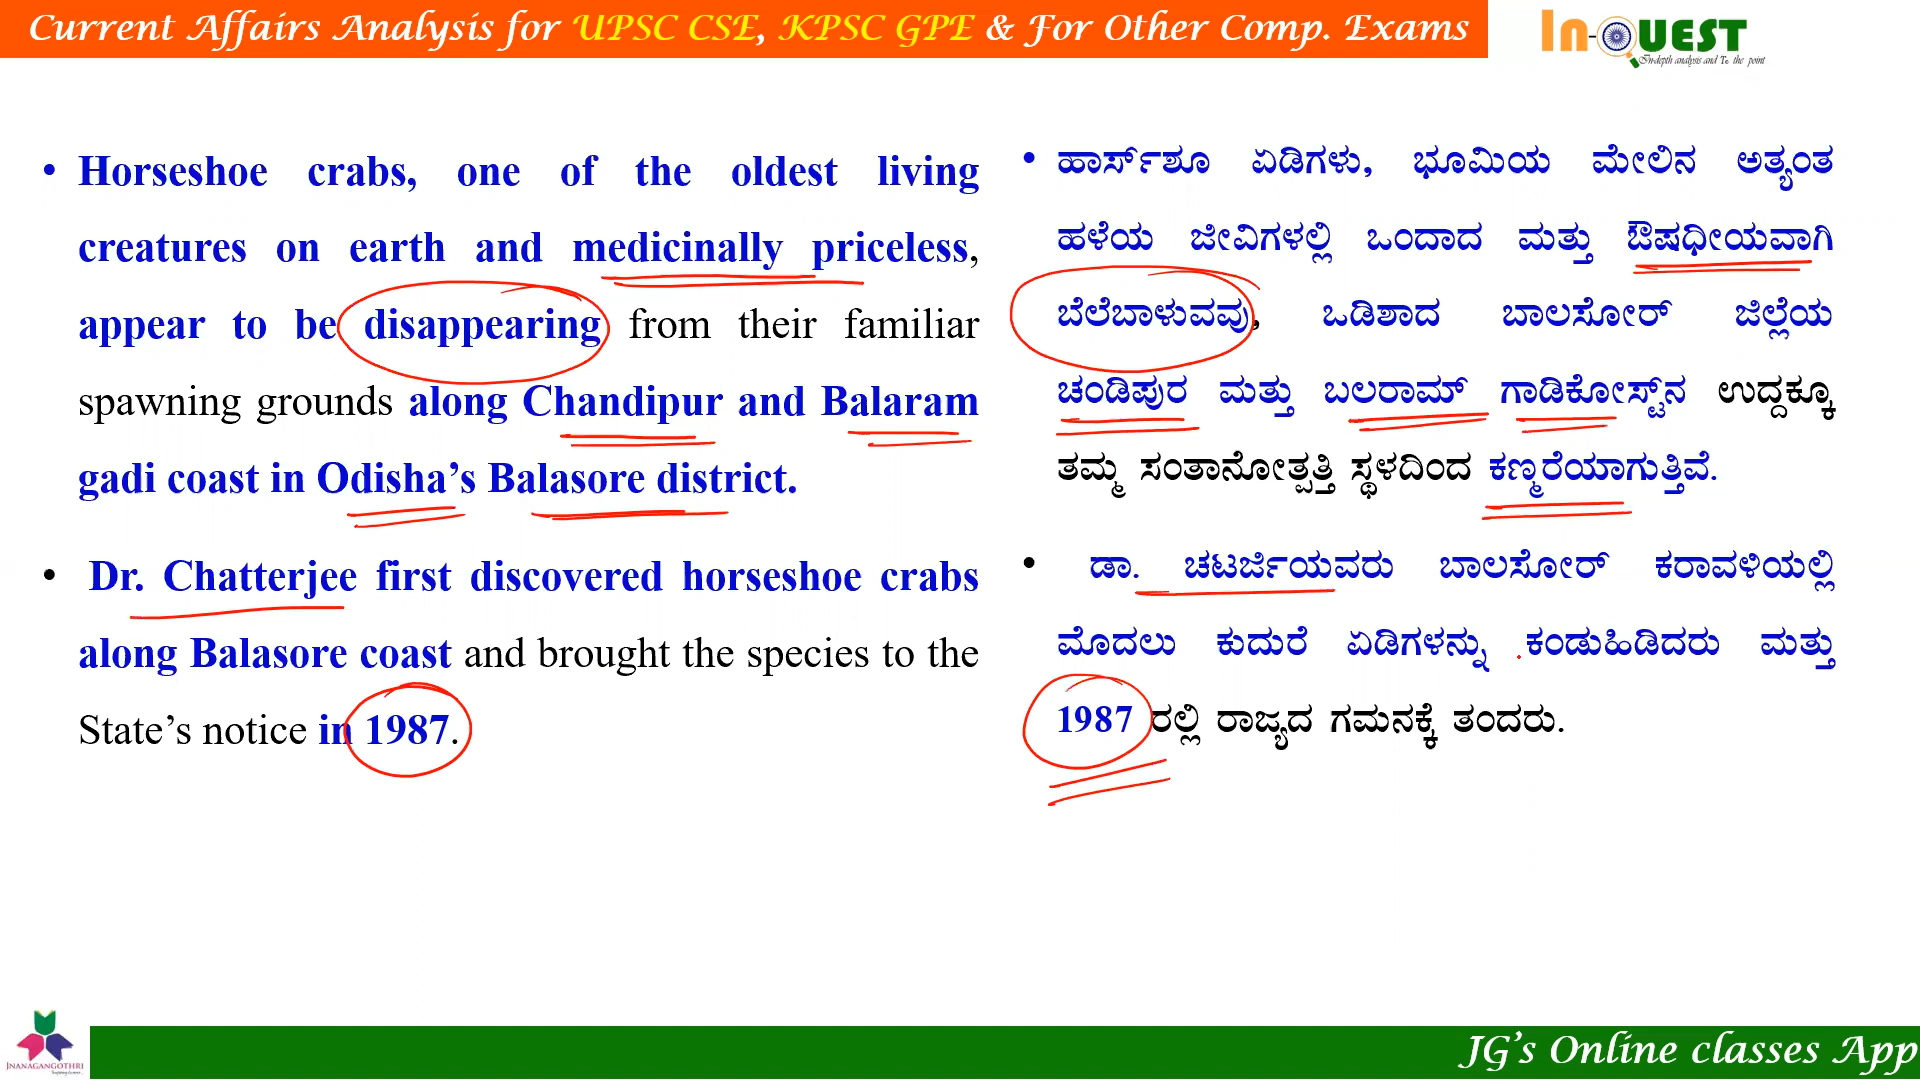 Current Affairs Analysis for UPSC CSE, KPSC GPE & For Other Comp. Exams
In-QUEST
In-depth analysis and To the point
• Horseshoe crabs, one of the oldest living
creatures on earth and medicinally priceless,
appear to be disappearing from their familiar
spawning grounds along Chandipur and Balaram
gadi coast in Odisha’s Balasore district.
• Dr. Chatterjee first discovered horseshoe crabs
along Balasore coast and brought the species to the
State’s notice in 1987.
• ಹಾರ್ಸ್‌ಶೂ ಏಡಿಗಳು, ಭೂಮಿಯ ಮೇಲಿನ ಅತ್ಯಂತ
ಹಳೆಯ ಜೀವಿಗಳಲ್ಲಿ ಒಂದಾದ ಮತ್ತು ಔಷಧೀಯವಾಗಿ
ಬೆಲೆಬಾಳುವವು, ಒಡಿಶಾದ ಬಾಲಸೋರ್ ಜಿಲ್ಲೆಯ
ಚಂಡಿಪುರ ಮತ್ತು ಬಲರಾಮ್ ಗಾಡಿಕೋಸ್ಟ್‌ನ ಉದ್ದಕ್ಕೂ
ತಮ್ಮ ಸಂತಾನೋತ್ಪತ್ತಿ ಸ್ಥಳದಿಂದ ಕಣ್ಮರೆಯಾಗುತ್ತಿವೆ.
• ಡಾ. ಚಟರ್ಜಿಯವರು ಬಾಲಸೋರ್ ಕರಾವಳಿಯಲ್ಲಿ
ಮೊದಲು ಕುದುರೆ ಏಡಿಗಳನ್ನು ಕಂಡುಹಿಡಿದರು ಮತ್ತು
1987 ರಲ್ಲಿ ರಾಜ್ಯದ ಗಮನಕ್ಕೆ ತಂದರು.
JNANAGANGOTHRI
JG’s Online classes App